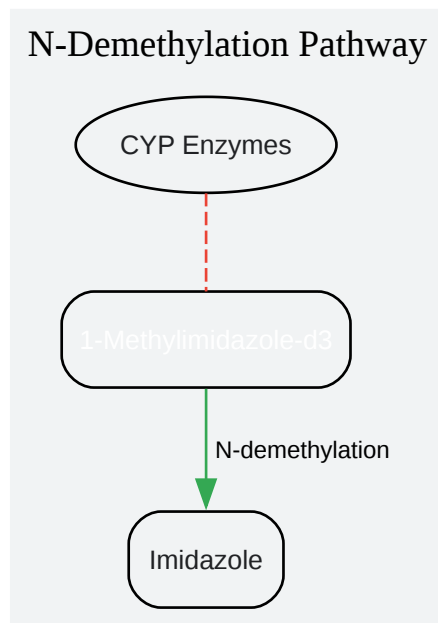 N-Demethylation Pathway
CYP Enzymes
1-Methylimidazole-d3
N-demethylation
Imidazole